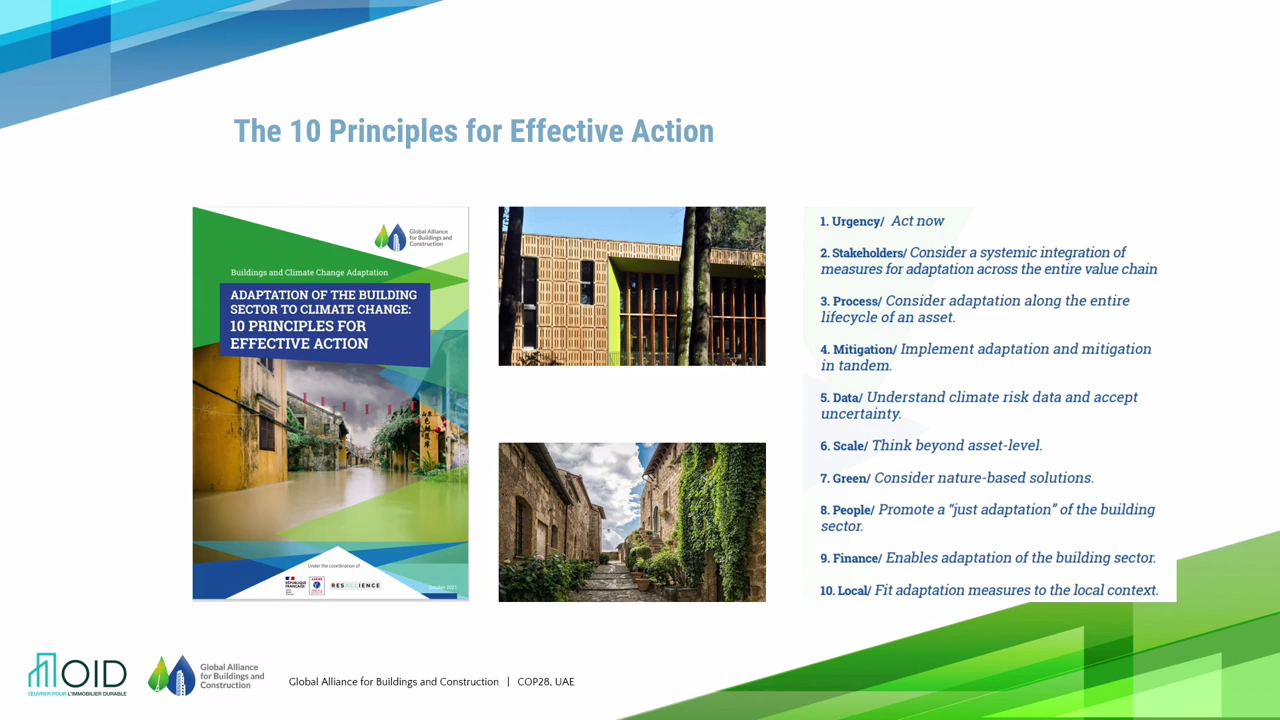 The 10 Principles for Effective Action
Global Alliance
for Buildings and
Construction
Buildings and Climate Change Adaptation
ADAPTATION OF THE BUILDING
SECTOR TO CLIMATE CHANGE:
10 PRINCIPLES FOR
EFFECTIVE ACTION
Under the coordination of
RÉPUBLIQUE
FRANÇAISE
ADEME
RESALLIENCE
October 2021
1. Urgency/ Act now
2. Stakeholders/ Consider a systemic integration of
measures for adaptation across the entire value chain
3. Process/ Consider adaptation along the entire
lifecycle of an asset.
4. Mitigation/ Implement adaptation and mitigation
in tandem.
5. Data/ Understand climate risk data and accept
uncertainty.
6. Scale/ Think beyond asset-level.
7. Green/ Consider nature-based solutions.
8. People/ Promote a “just adaptation” of the building
sector.
9. Finance/ Enables adaptation of the building sector.
10. Local/ Fit adaptation measures to the local context.
OID
ŒUVRER POUR L'IMMOBILIER DURABLE
Global Alliance
for Buildings and
Construction
Global Alliance for Buildings and Construction | COP28, UAE